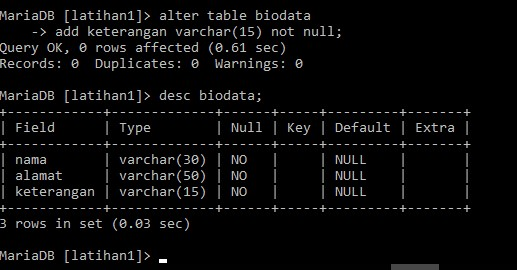 MariaDB [latihan1]> alter table biodata
    -> add keterangan varchar(15) not null;
Query OK, 0 rows affected (0.61 sec)
Records: 0  Duplicates: 0  Warnings: 0

MariaDB [latihan1]> desc biodata;
+------------+-------------+------+-----+---------+-------+
| Field      | Type        | Null | Key | Default | Extra |
+------------+-------------+------+-----+---------+-------+
| nama       | varchar(30) | NO   |     | NULL    |       |
| alamat     | varchar(50) | NO   |     | NULL    |       |
| keterangan | varchar(15) | NO   |     | NULL    |       |
+------------+-------------+------+-----+---------+-------+
3 rows in set (0.03 sec)

MariaDB [latihan1]> _